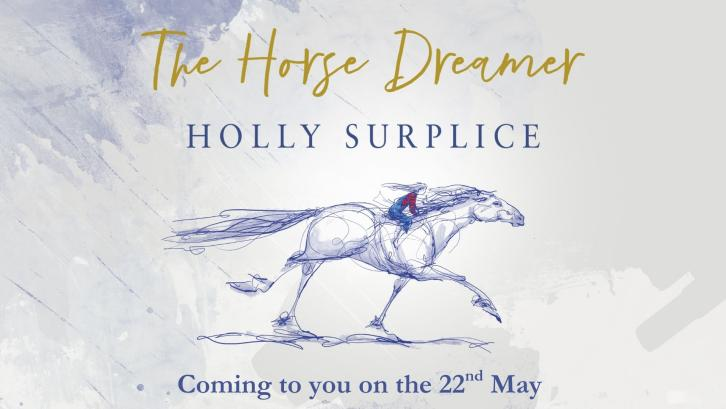 The Horse Dreamer
HOLLY SURPLICE
Coming to you on the 22nd May